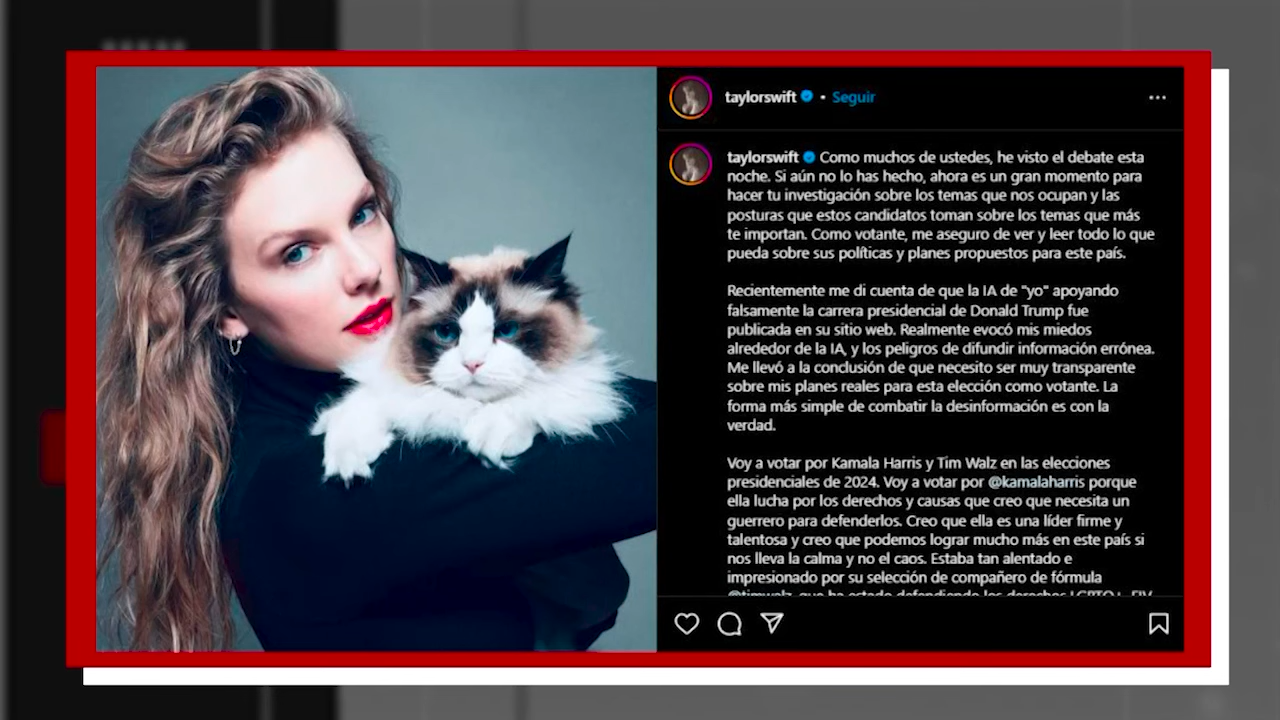 taylorswift • Seguir
taylorswift Como muchos de ustedes, he visto el debate esta
noche. Si aún no lo has hecho, ahora es un gran momento para
hacer tu investigación sobre los temas que nos ocupan y las
posturas que estos candidatos toman sobre los temas que más
te importan. Como votante, me aseguro de ver y leer todo lo que
pueda sobre sus políticas y planes propuestos para este país.
Recientemente me di cuenta de que la IA de "yo" apoyando
falsamente la carrera presidencial de Donald Trump fue
publicada en su sitio web. Realmente evocó mis miedos
alrededor de la IA, y los peligros de difundir información errónea.
Me llevó a la conclusión de que necesito ser muy transparente
sobre mis planes reales para esta elección como votante. La
forma más simple de combatir la desinformación es con la
verdad.
Voy a votar por Kamala Harris y Tim Walz en las elecciones
presidenciales de 2024. Voy a votar por @kamalaharris porque
ella lucha por los derechos y causas que creo que necesita un
guerrero para defenderlos. Creo que ella es una líder firme y
talentosa y creo que podemos lograr mucho más en este país si
nos lleva la calma y no el caos. Estaba tan alentado e
impresionado por su selección de compañero de fórmula
@timwalz, que ha estado defendiendo los derechos LGBTQ+, FIV,